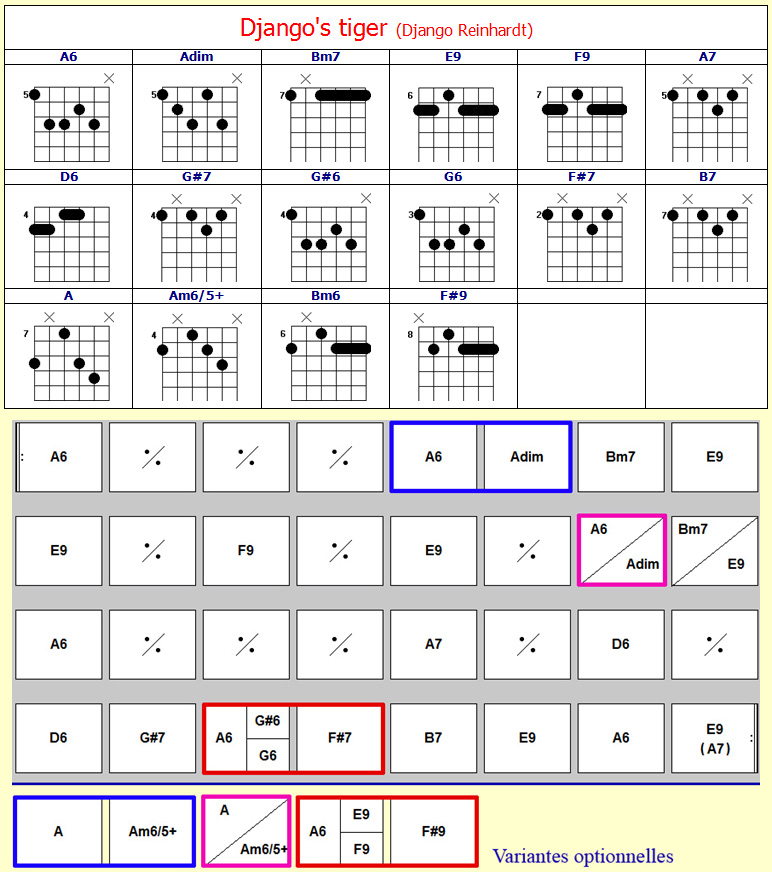 Django's tiger (Django Reinhardt)
A6 Adim Bm7 E9 F9 A7
5 5 7 6 7 5
D6 G#7 G#6 G6 F#7 B7
4 4 4 3 2 7
A Am6/5+ Bm6 F#9
7 4 6 8
A6 A6 Adim Bm7 E9
E9 F9 E9 A6 Adim Bm7 E9
A6 A7 D6
D6 G#7 A6 G#6 G6 F#7 B7 E9 A6 E9 (A7)
A Am6/5+ A Am6/5+ A6 E9 F9 F#9
Variantes optionnelles